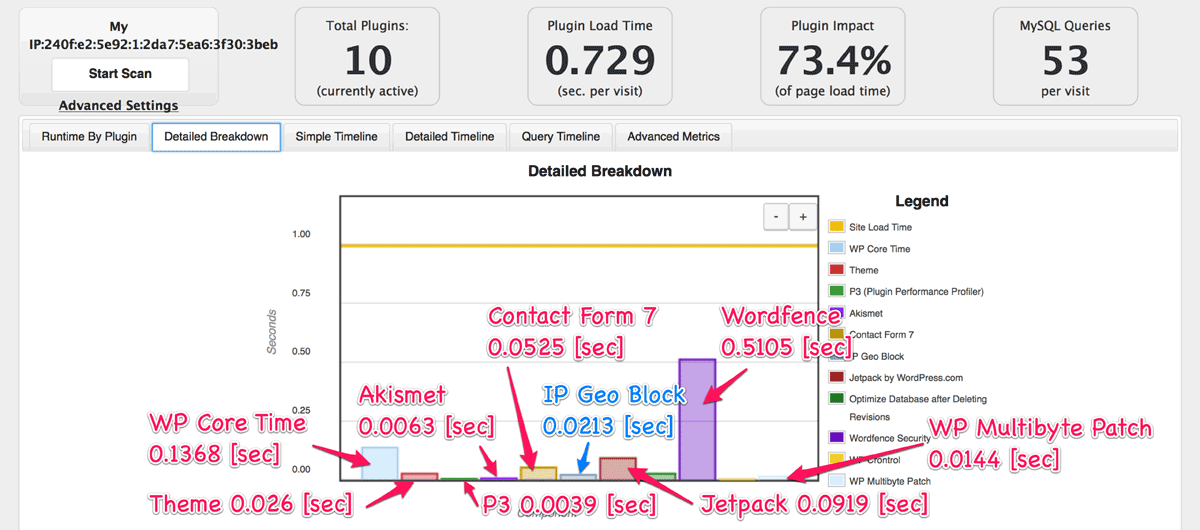 My
IP:240f:e2:5e92:1:2da7:5ea6:3f30:3beb
Start Scan
Advanced Settings
Total Plugins:
10
(currently active)
Plugin Load Time
0.729
(sec. per visit)
Plugin Impact
73.4%
(of page load time)
MySQL Queries
53
per visit
Runtime By Plugin
Detailed Breakdown
Simple Timeline
Detailed Timeline
Query Timeline
Advanced Metrics
Detailed Breakdown
- +
1.00
0.75
0.50
0.25
0.00
Seconds
Component
WP Core Time
0.1368 [sec]
Theme 0.026 [sec]
Akismet
0.0063 [sec]
P3 0.0039 [sec]
Contact Form 7
0.0525 [sec]
IP Geo Block
0.0213 [sec]
Jetpack 0.0919 [sec]
Wordfence
0.5105 [sec]
WP Multibyte Patch
0.0144 [sec]
Legend
Site Load Time
WP Core Time
Theme
P3 (Plugin Performance Profiler)
Akismet
Contact Form 7
IP Geo Block
Jetpack by WordPress.com
Optimize Database after Deleting
Revisions
Wordfence Security
WP Crontrol
WP Multibyte Patch